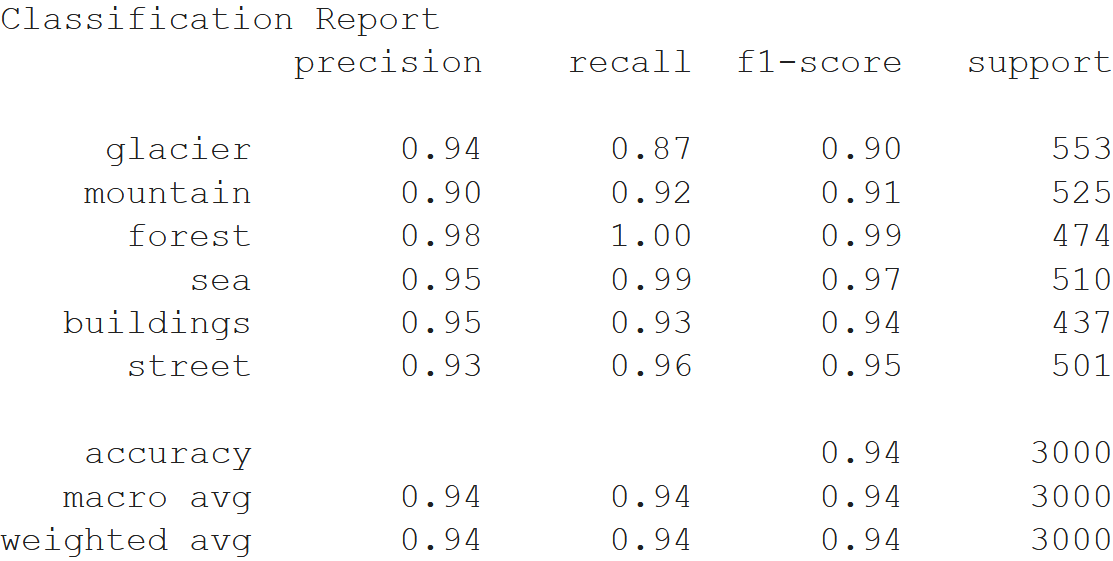 Classification Report
precision recall f1-score support
glacier 0.94 0.87 0.90 553
mountain 0.90 0.92 0.91 525
forest 0.98 1.00 0.99 474
sea 0.95 0.99 0.97 510
buildings 0.95 0.93 0.94 437
street 0.93 0.96 0.95 501
accuracy 0.94 3000
macro avg 0.94 0.94 0.94 3000
weighted avg 0.94 0.94 0.94 3000